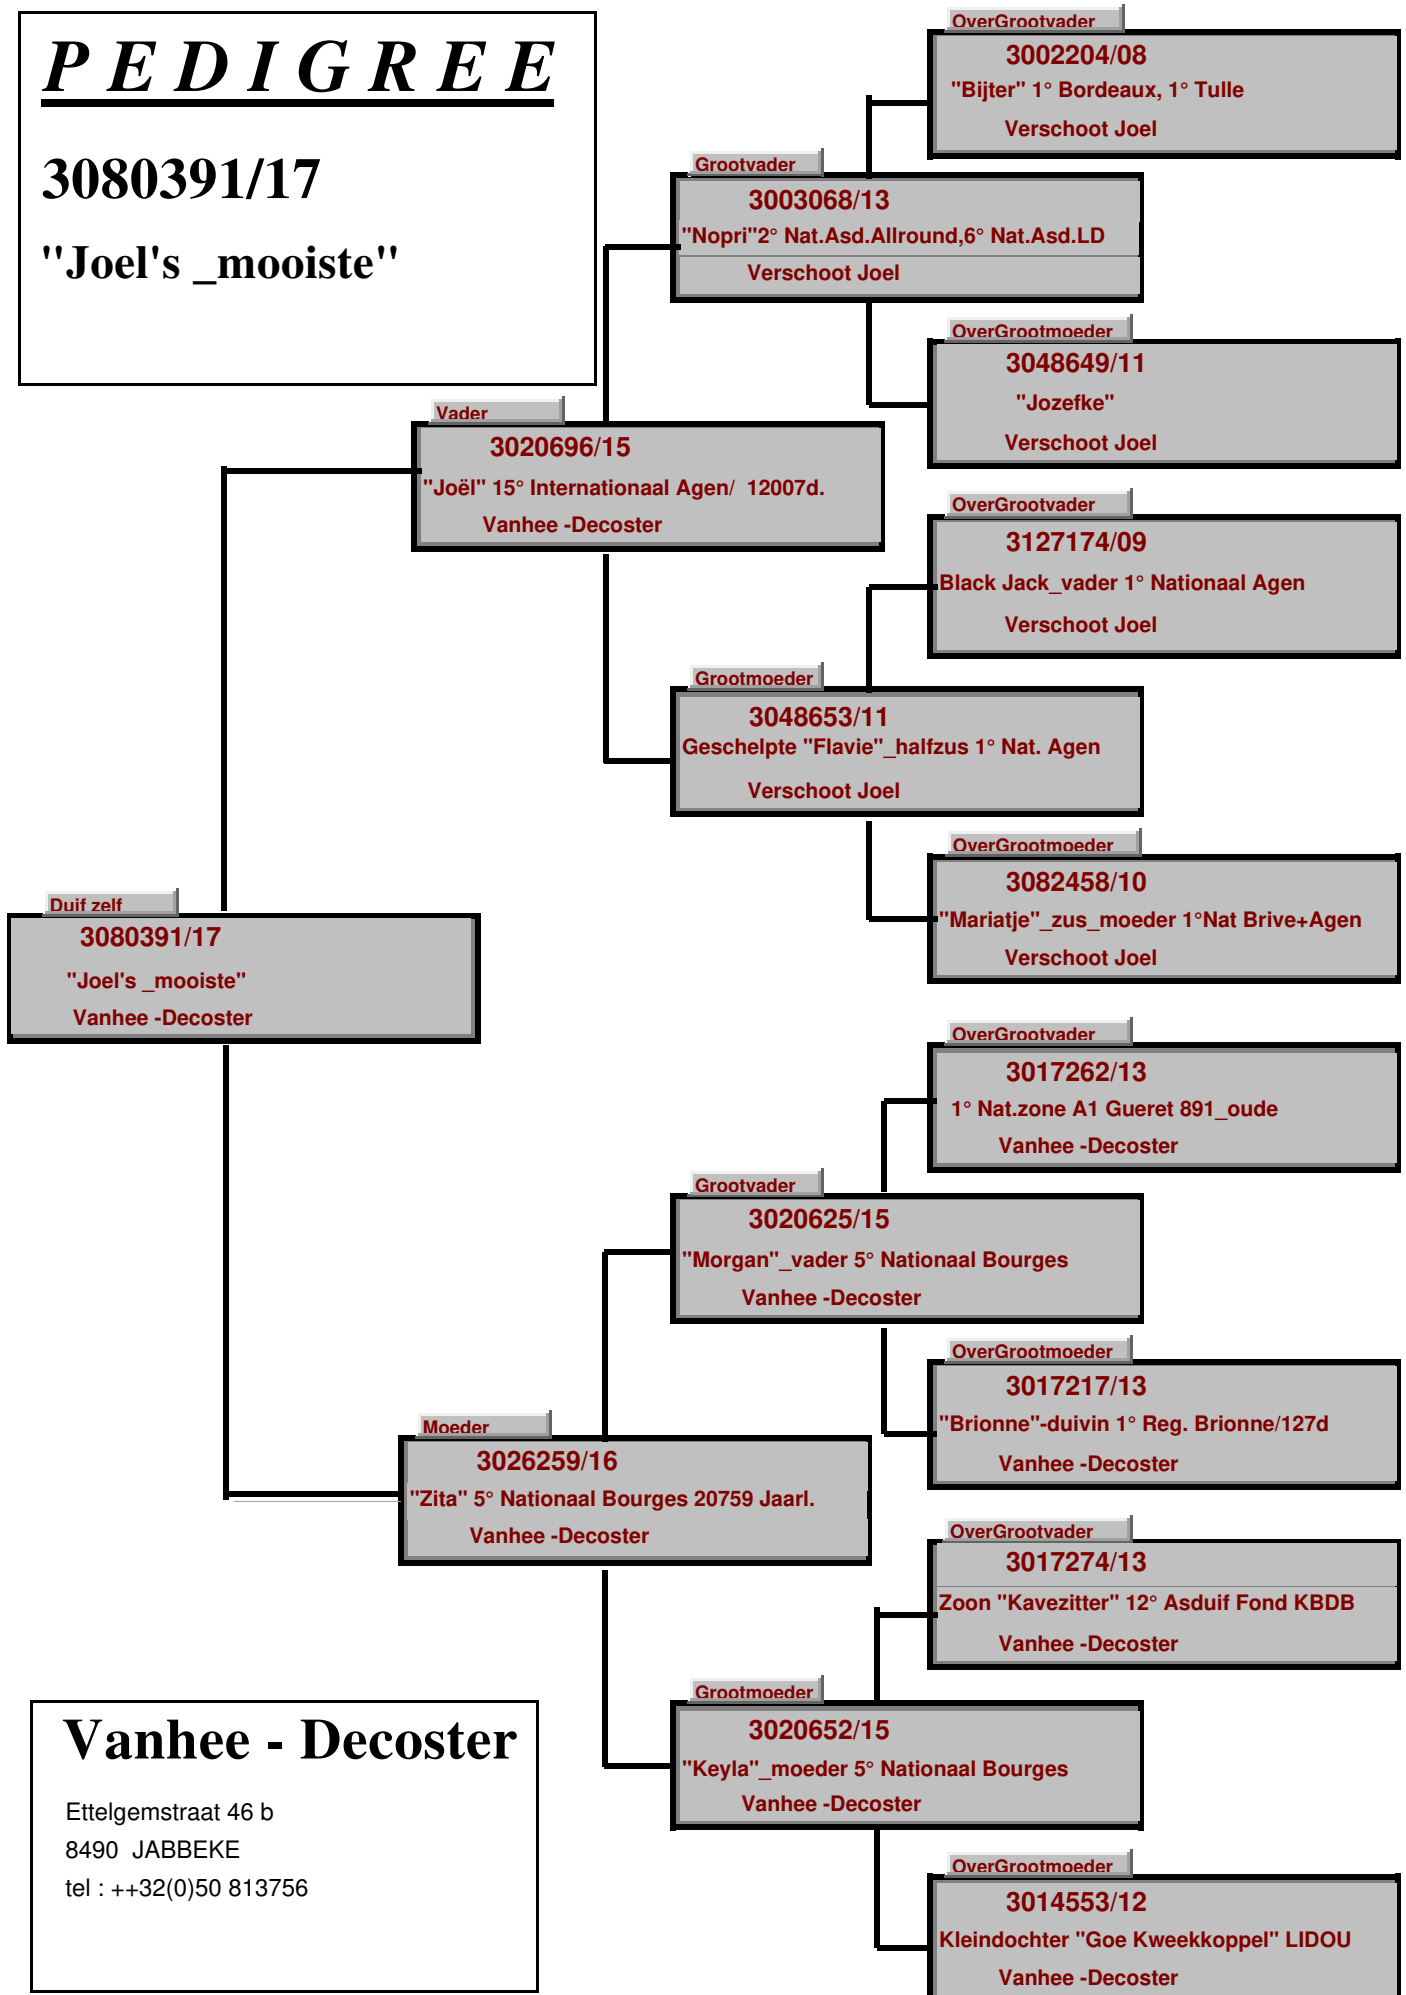 P E D I G R E E
3080391/17
"Joel's _mooiste"
OverGrootvader
3002204/08
"Bijter" 1° Bordeaux, 1° Tulle
Verschoot Joel
Grootvader
3003068/13
"Nopri"2° Nat.Asd.Allround,6° Nat.Asd.LD
Verschoot Joel
OverGrootmoeder
3048649/11
"Jozefke"
Verschoot Joel
Vader
3020696/15
"Joël" 15° Internationaal Agen/  12007d.
Vanhee -Decoster
OverGrootvader
3127174/09
Black Jack_vader 1° Nationaal Agen
Verschoot Joel
Grootmoeder
3048653/11
Geschelpte "Flavie"_halfzus 1° Nat. Agen
Verschoot Joel
OverGrootmoeder
3082458/10
"Mariatje"_zus_moeder 1°Nat Brive+Agen
Verschoot Joel
Duif zelf
3080391/17
"Joel's _mooiste"
Vanhee -Decoster
OverGrootvader
3017262/13
1° Nat.zone A1 Gueret 891_oude
Vanhee -Decoster
Grootvader
3020625/15
"Morgan"_vader 5° Nationaal Bourges
Vanhee -Decoster
OverGrootmoeder
3017217/13
"Brionne"-duivin 1° Reg. Brionne/127d
Vanhee -Decoster
Moeder
3026259/16
"Zita" 5° Nationaal Bourges 20759 Jaarl.
Vanhee -Decoster
OverGrootvader
3017274/13
Zoon "Kavezitter" 12° Asduif Fond KBDB
Vanhee -Decoster
Grootmoeder
3020652/15
"Keyla"_moeder 5° Nationaal Bourges
Vanhee -Decoster
OverGrootmoeder
3014553/12
Kleindochter "Goe Kweekkoppel" LIDOU
Vanhee -Decoster
Vanhee - Decoster
Ettelgemstraat 46 b
8490  JABBEKE
tel : ++32(0)50 813756